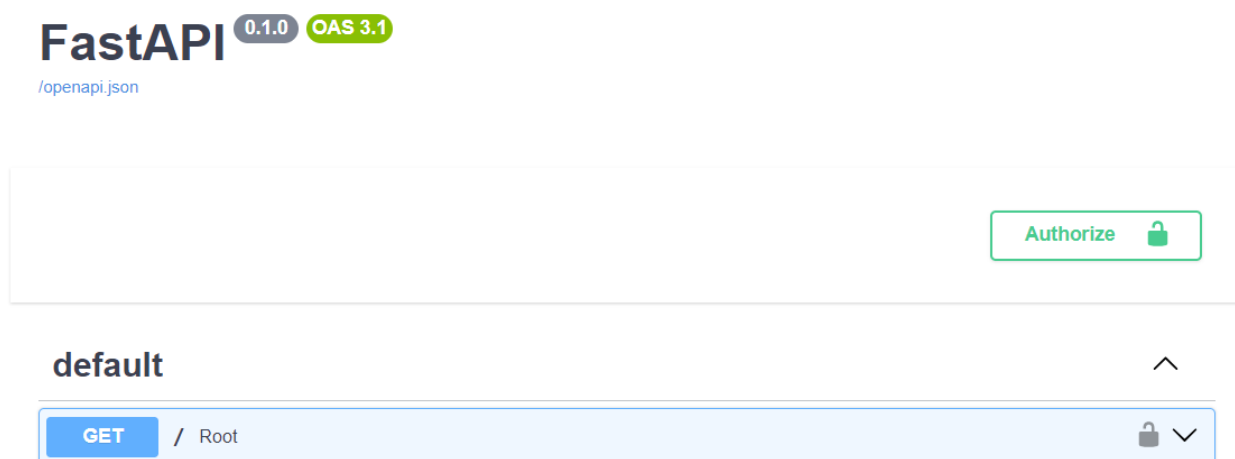 FastAPI 0.1.0 OAS 3.1
/openapi.json
Authorize
default
GET / Root